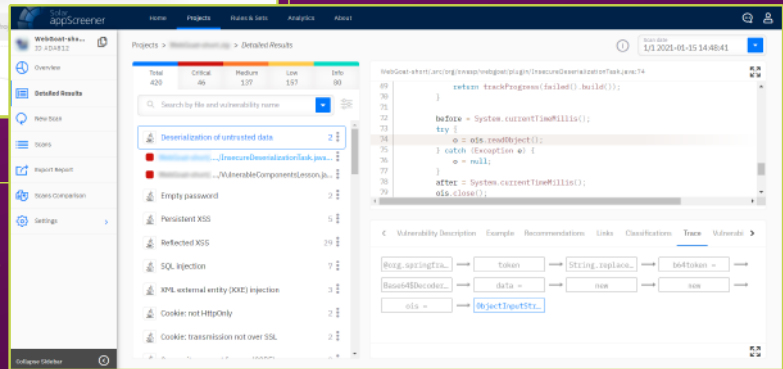 Solar
appScreener
Home Projects Rules & Sets Analytics About
WebGoat-sho...
ID ADA812
Overview
Detailed Results
New Scan
Scans
Export Report
Scans Comparison
Settings
Collapse Sidebar
Projects > > Detailed Results
Scan date
1/1 2021-01-15 14:48:41
Total Critical Medium Low Info
420 46 137 157 80
Search by file and vulnerability name
Deserialization of untrusted data 2
.../InsecureDeserializationTask.java...
.../VulnerableComponentsLesson.ja...
Empty password 2
Persistent XSS 5
Reflected XSS 29
SQL injection 7
XML external entity (XXE) injection 3
Cookie: not HttpOnly 2
Cookie: transmission not over SSL 2
WebGoat-short/src/org/owasp/webgoat/plugin/InsecureDeserializationTask.java:74
69 return trackProgress(failed().build());
70 }
71
72 before = System.currentTimeMillis();
73 try {
74 o = ois.readObject();
75 } catch (Exception e) {
76 o = null;
77 }
78 after = System.currentTimeMillis();
79 ois.close();
Vulnerability Description Example Recommendations Links Classifications Trace Vulnerabl
@org.springfra... token String.replace... b64token =
Base64$Decoder... data = new new
ois = ObjectInputStr...